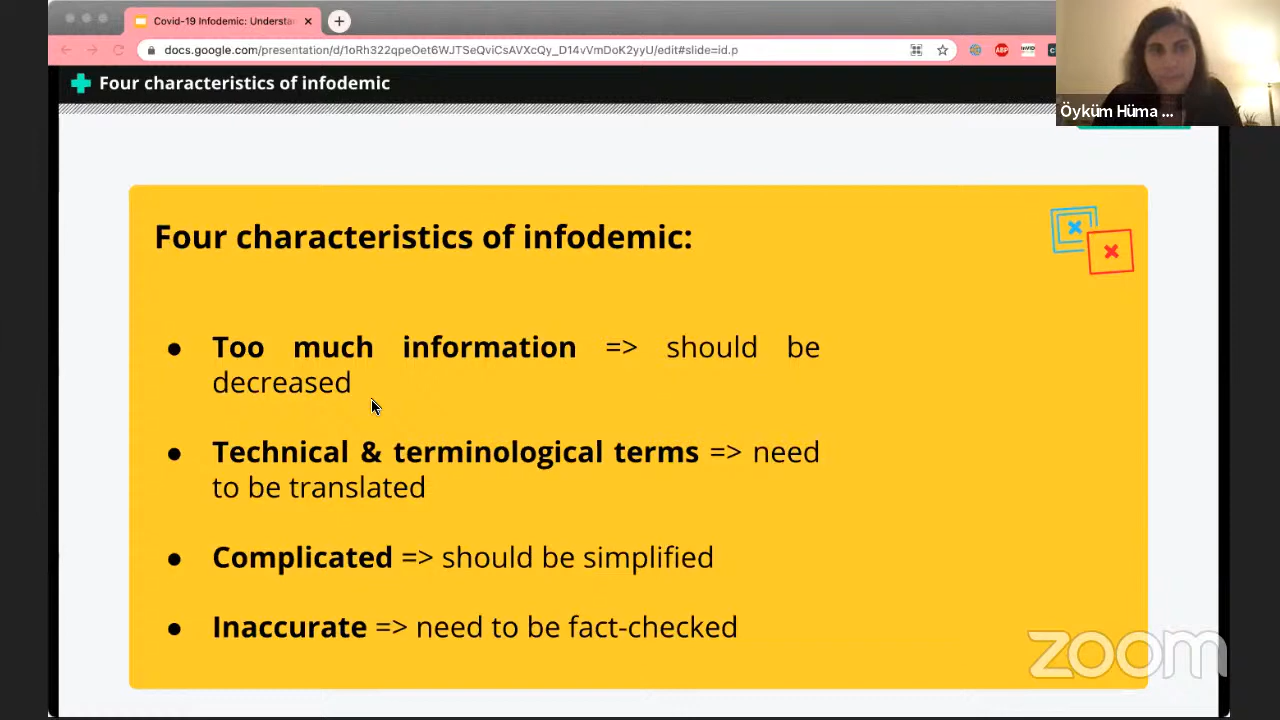 Covid-19 Infodemic: Understa
docs.google.com/presentation/d/1oRh322qpeOet6WJTSeQviCsAVXcQy_D14vVmDoK2yyU/edit#slide=id.p
ABP
Four characteristics of infodemic
Öyküm Hüma ...
Four characteristics of infodemic:
Too much information => should be
decreased
Technical & terminological terms => need
to be translated
Complicated => should be simplified
Inaccurate => need to be fact-checked
zoom